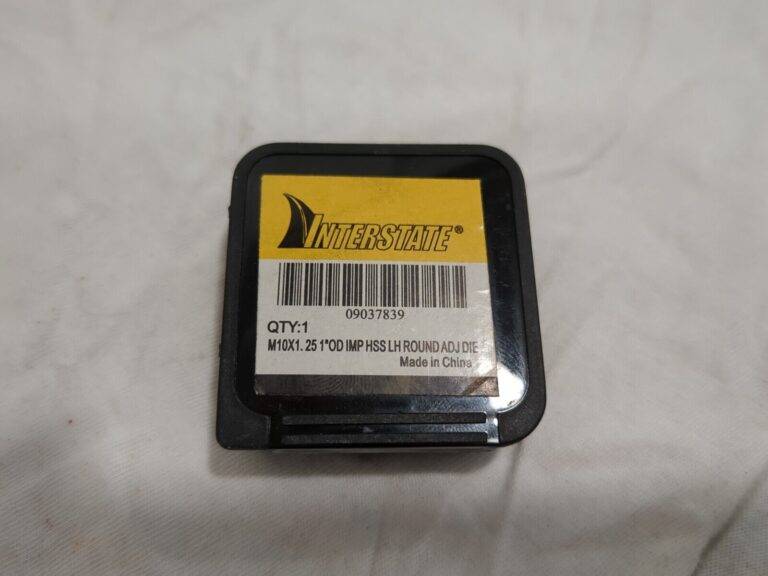 INTERSTATE®
09037839
QTY:1
M10X1. 25 1"OD IMP HSS LH ROUND ADJ DIE
Made in China